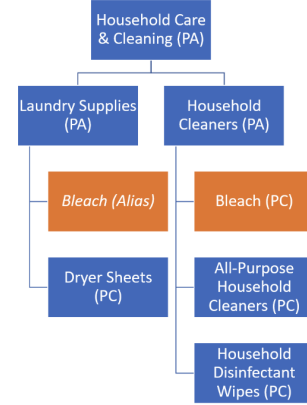 Household Care
& Cleaning (PA)
Laundry Supplies
(PA)
Household
Cleaners (PA)
Bleach (Alias)
Bleach (PC)
Dryer Sheets
(PC)
All-Purpose
Household
Cleaners (PC)
Household
Disinfectant
Wipes (PC)